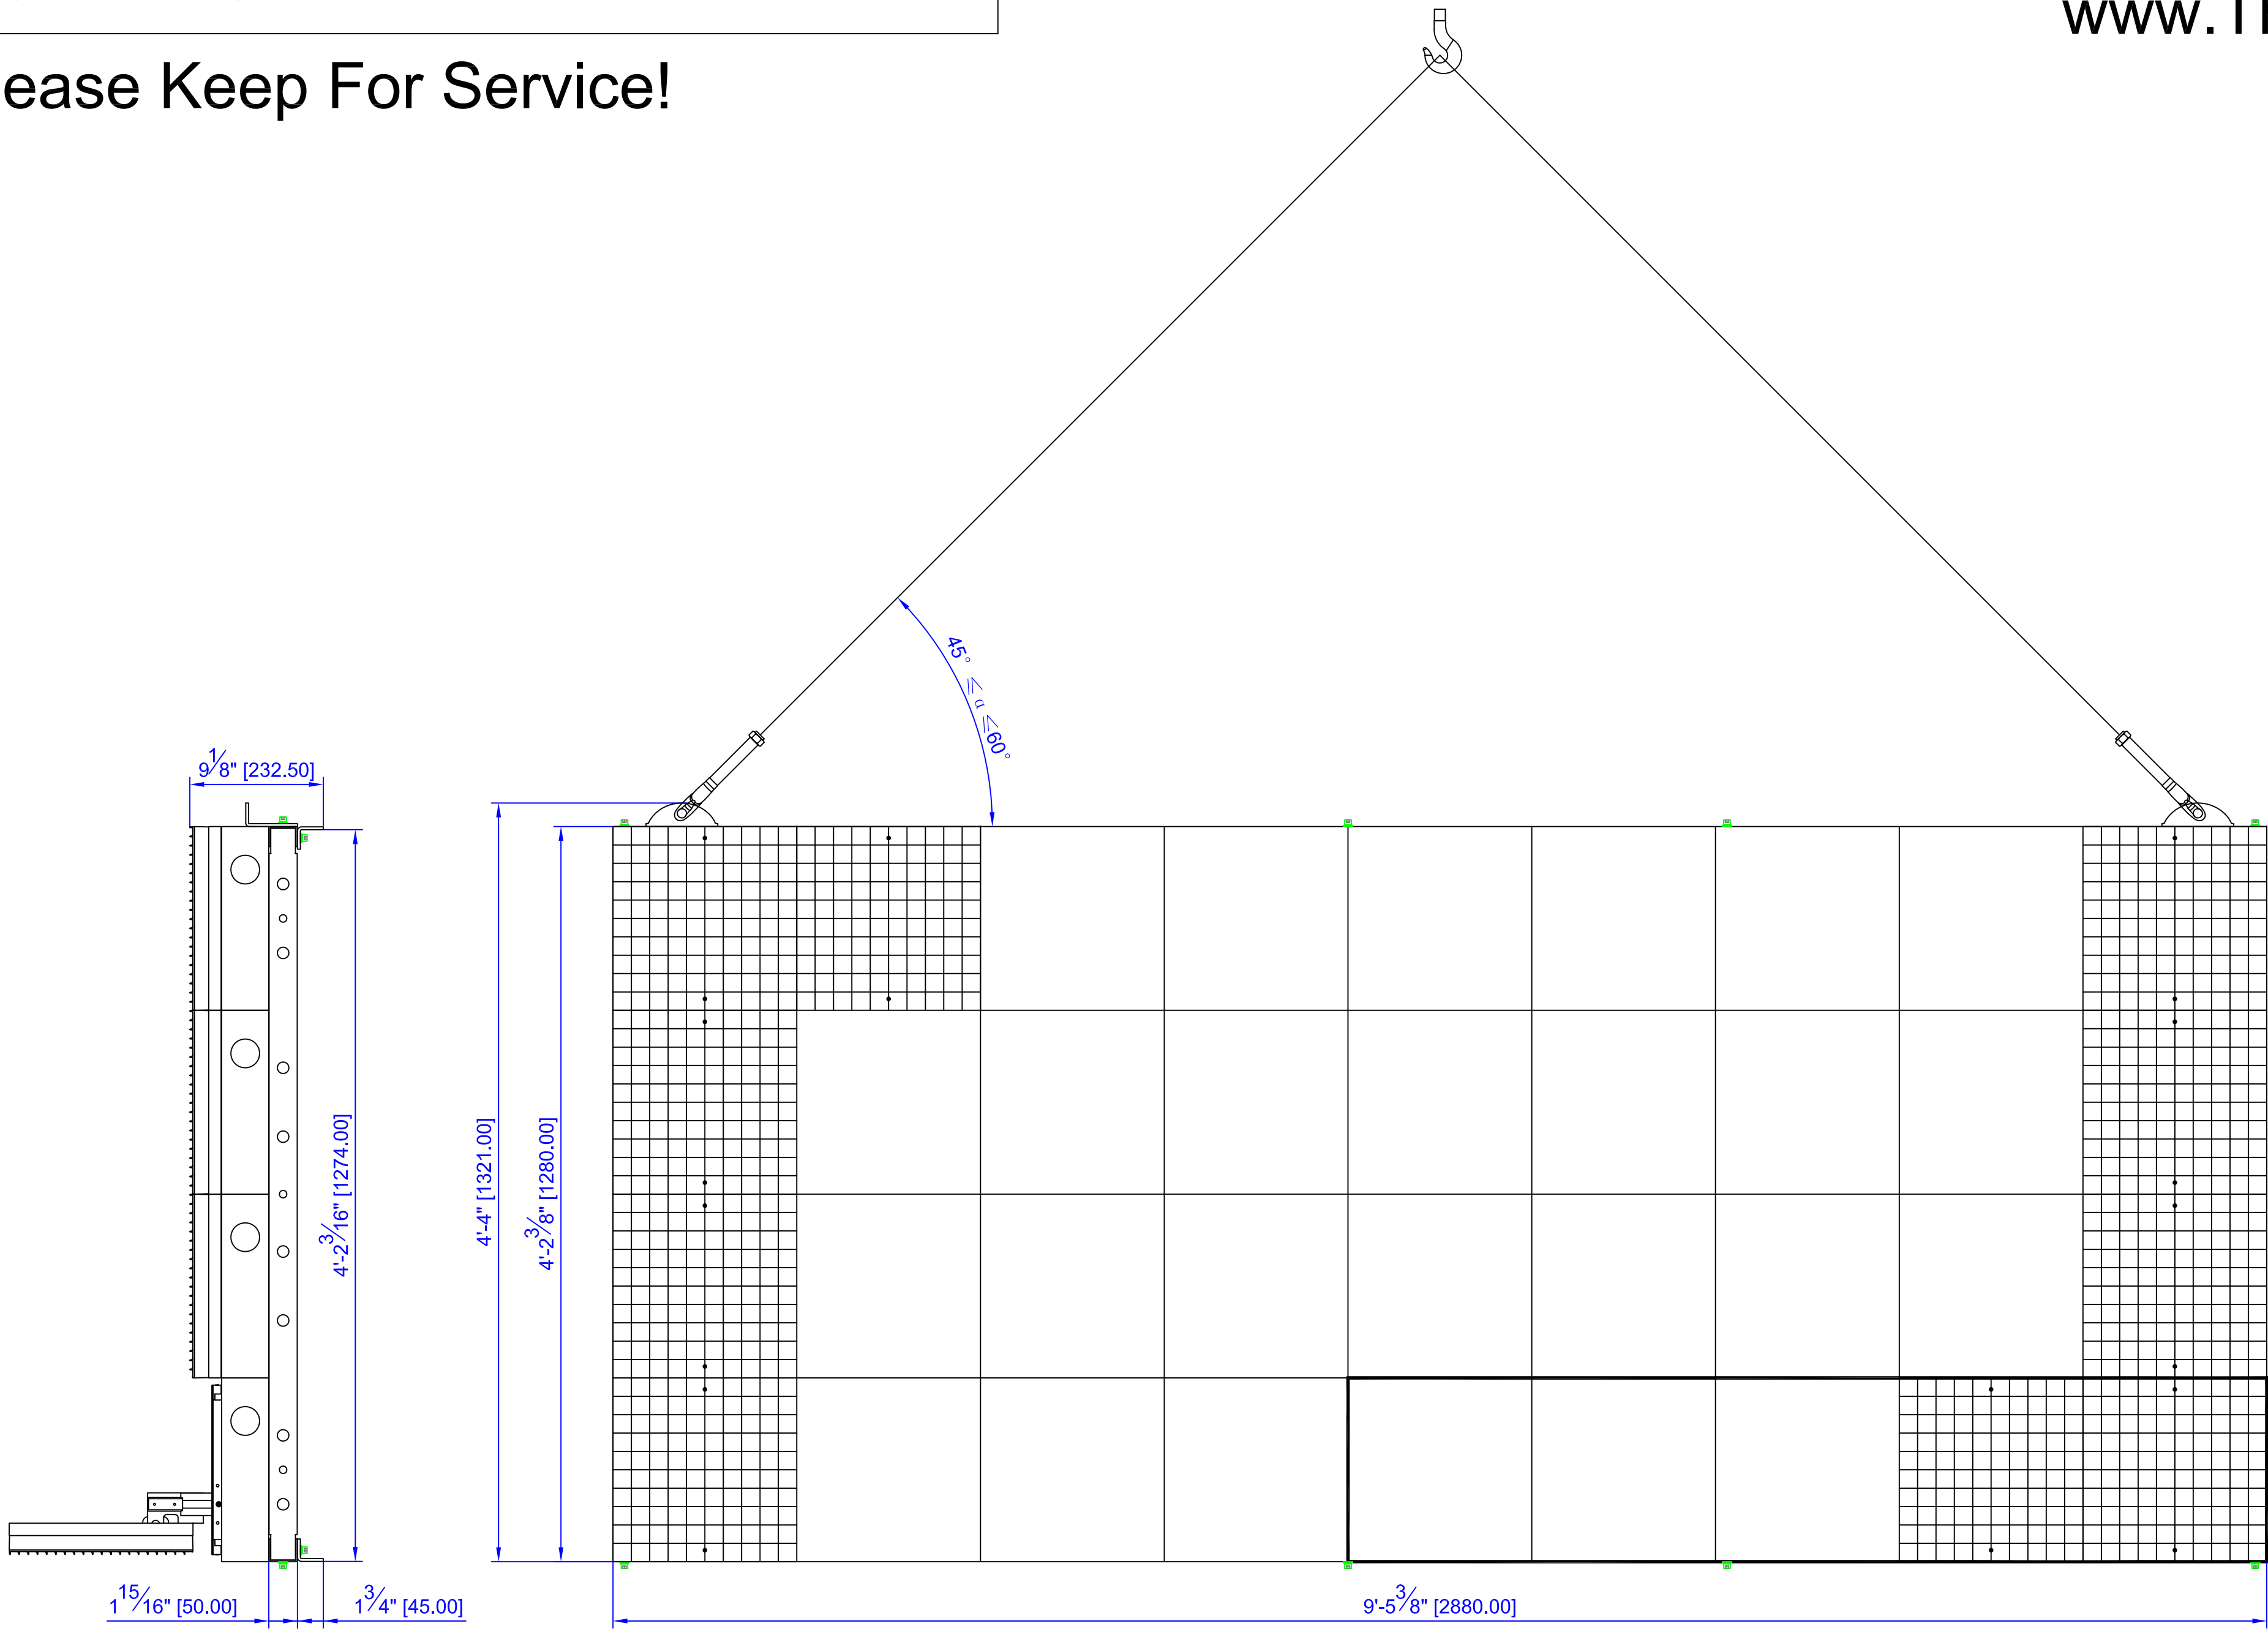 www.
ease Keep For Service!
45° ≤ α ≤60°
9 1/8" [232.50]
4'-2 3/16" [1274.00]
4'-4" [1321.00]
4'-2 3/8" [1280.00]
1 15/16" [50.00]
1 3/4" [45.00]
9'-5 3/8" [2880.00]